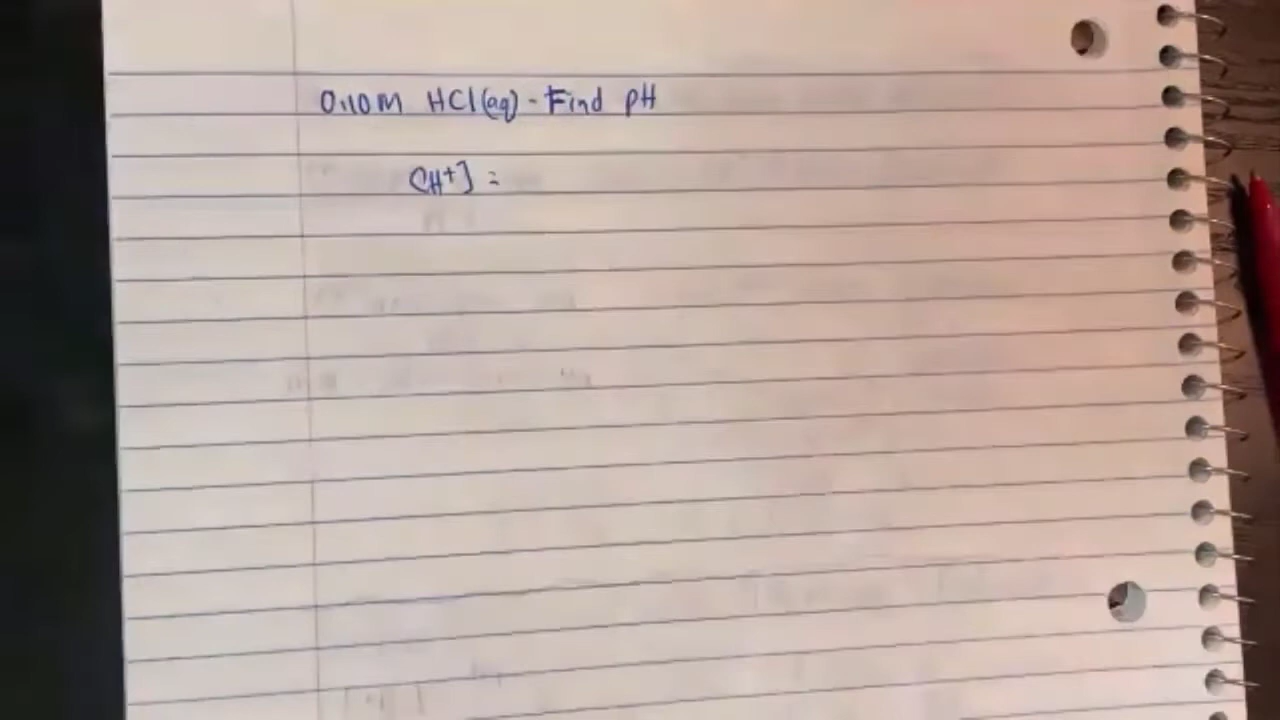 0.10M HCl(aq) - Find pH
[H+] =